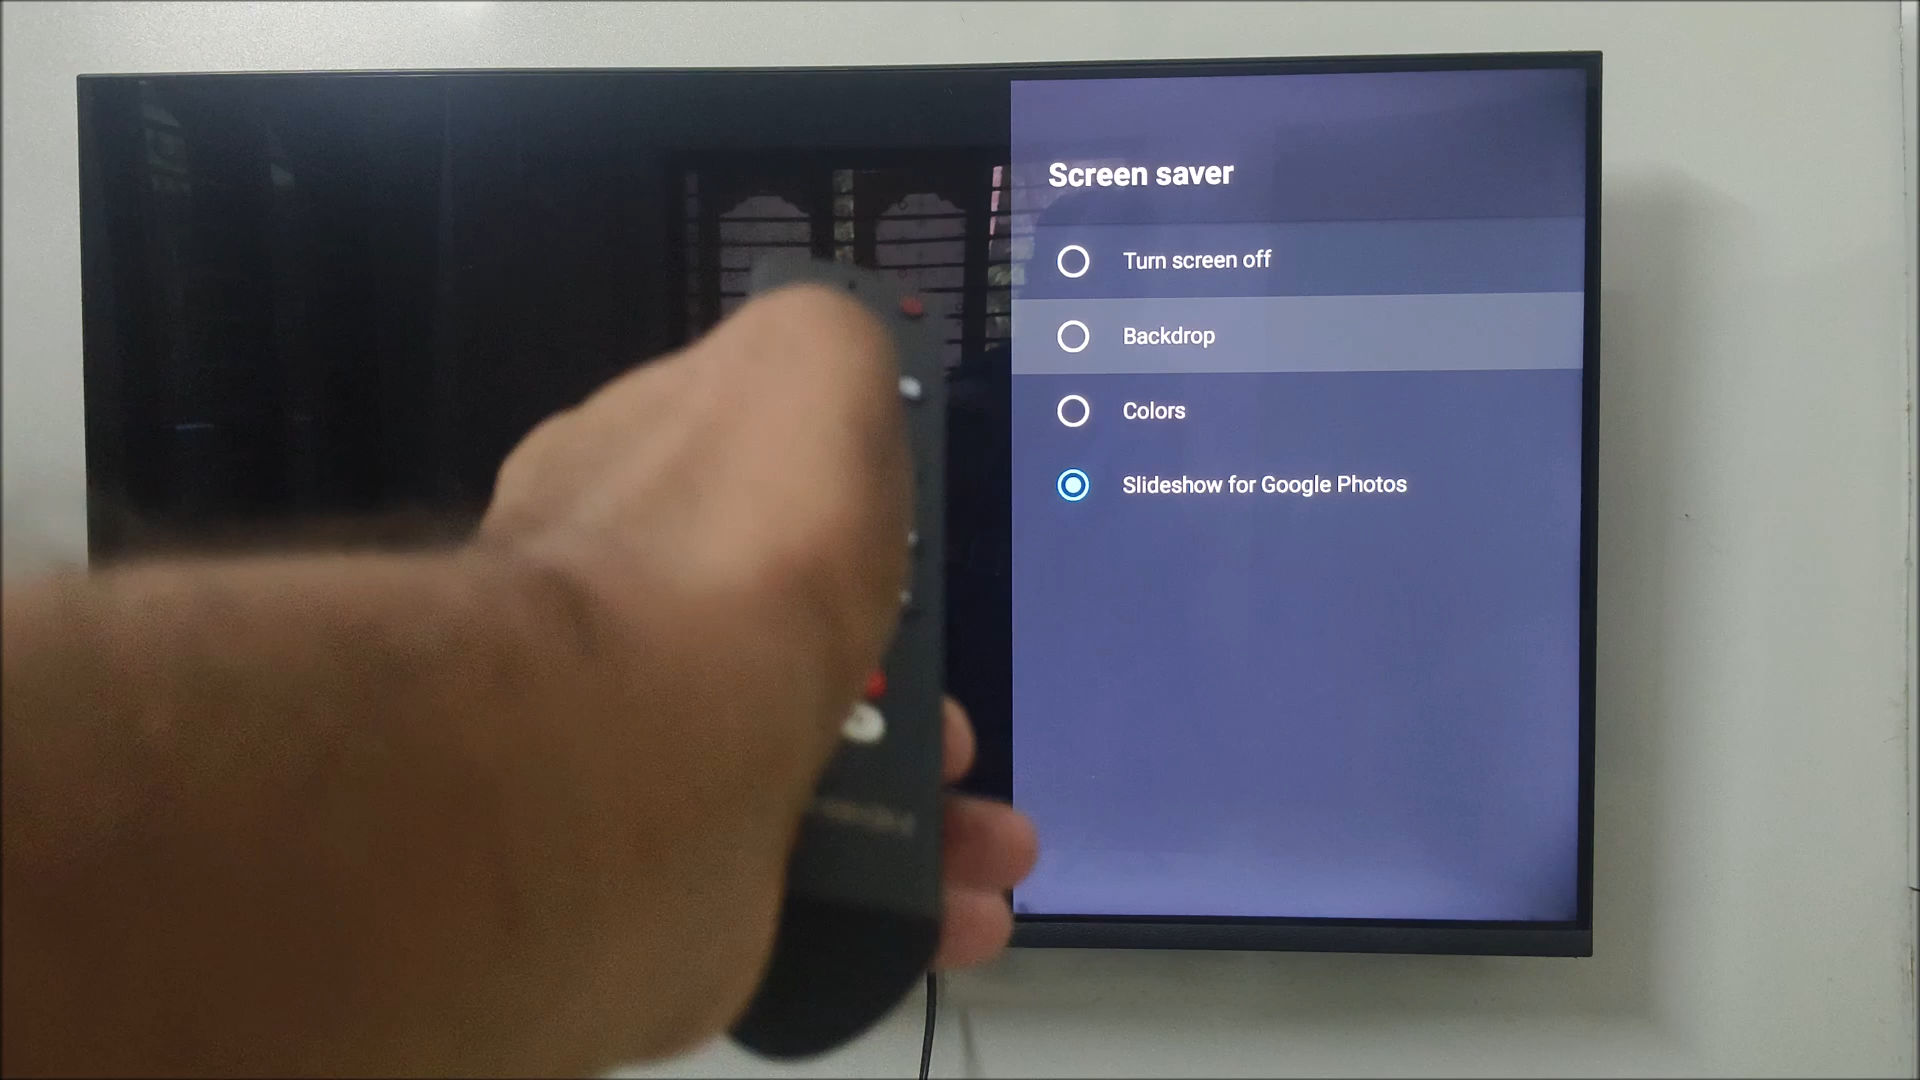 Screen saver
Turn screen off
Backdrop
Colors
Slideshow for Google Photos